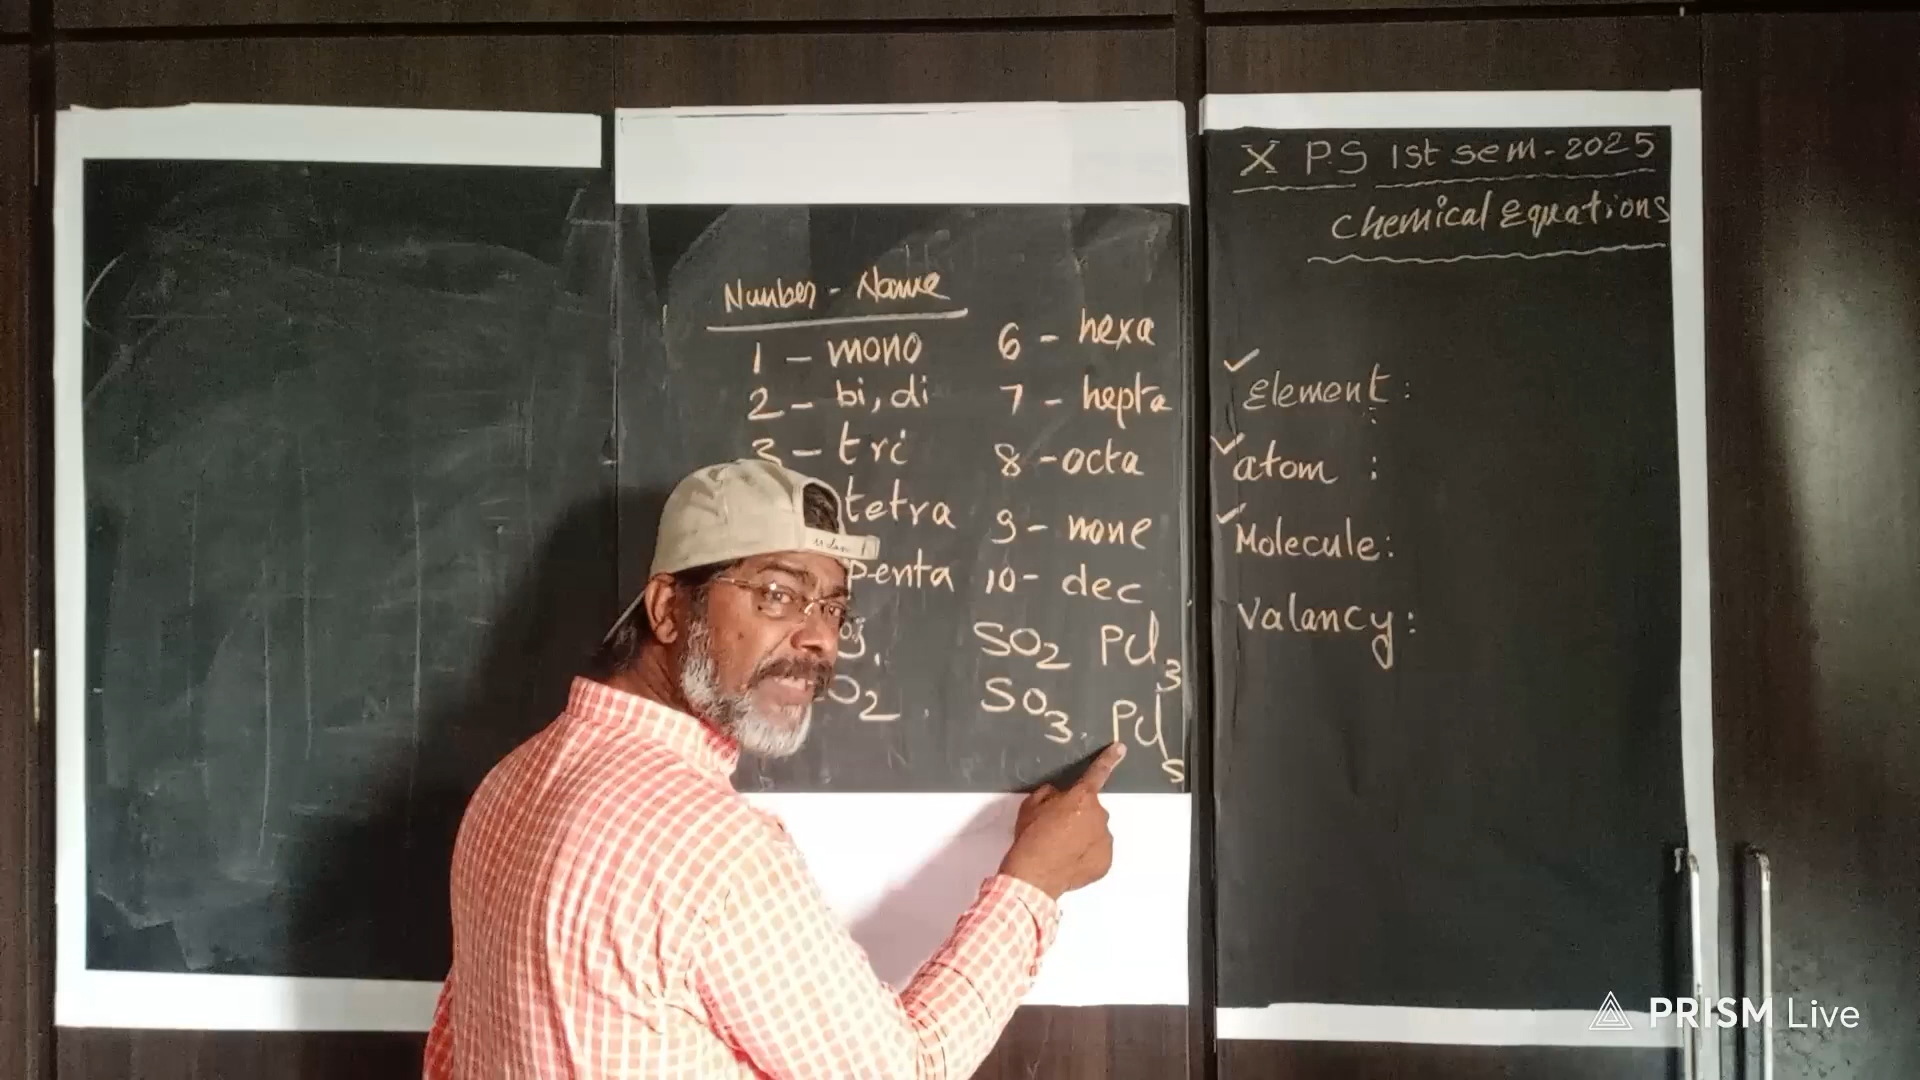 Number - Name
1 - mono
2 - bi, di
3 - tri
tetra
penta
6 - hexa
7 - hepta
8 - octa
9 - none
10 - dec
O2.
SO2 PCl3
SO3. PCl5
X P.S 1st sem - 2025
Chemical Equations
Element:
atom :
Molecule:
Valancy:
PRISM Live